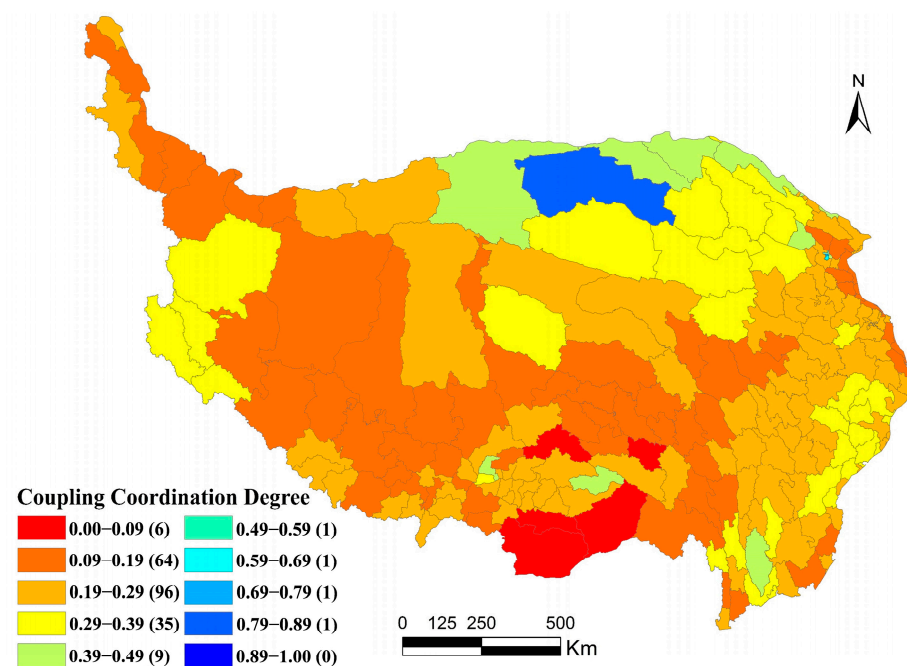 N
Coupling Coordination Degree
0.00−0.09 (6) 0.49−0.59 (1)
0.09−0.19 (64) 0.59−0.69 (1)
0.19−0.29 (96) 0.69−0.79 (1)
0.29−0.39 (35) 0.79−0.89 (1)
0.39−0.49 (9) 0.89−1.00 (0)
0 125 250 500
Km